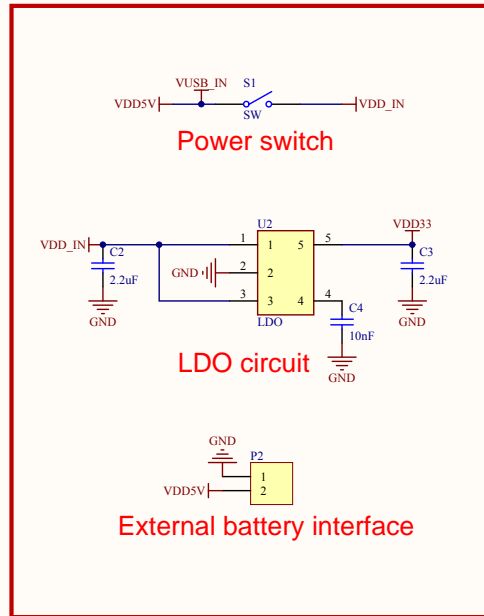 VUSB_IN
S1
VDD5V
VDD_IN
SW
Power switch
U2
VDD33
VDD_IN
1
1
5
5
C2
C3
GND
2
2
2.2uF
2.2uF
3
3
4
4
C4
GND
LDO
10nF
GND
LDO circuit
GND
GND
P2
1
VDD5V
2
External battery interface